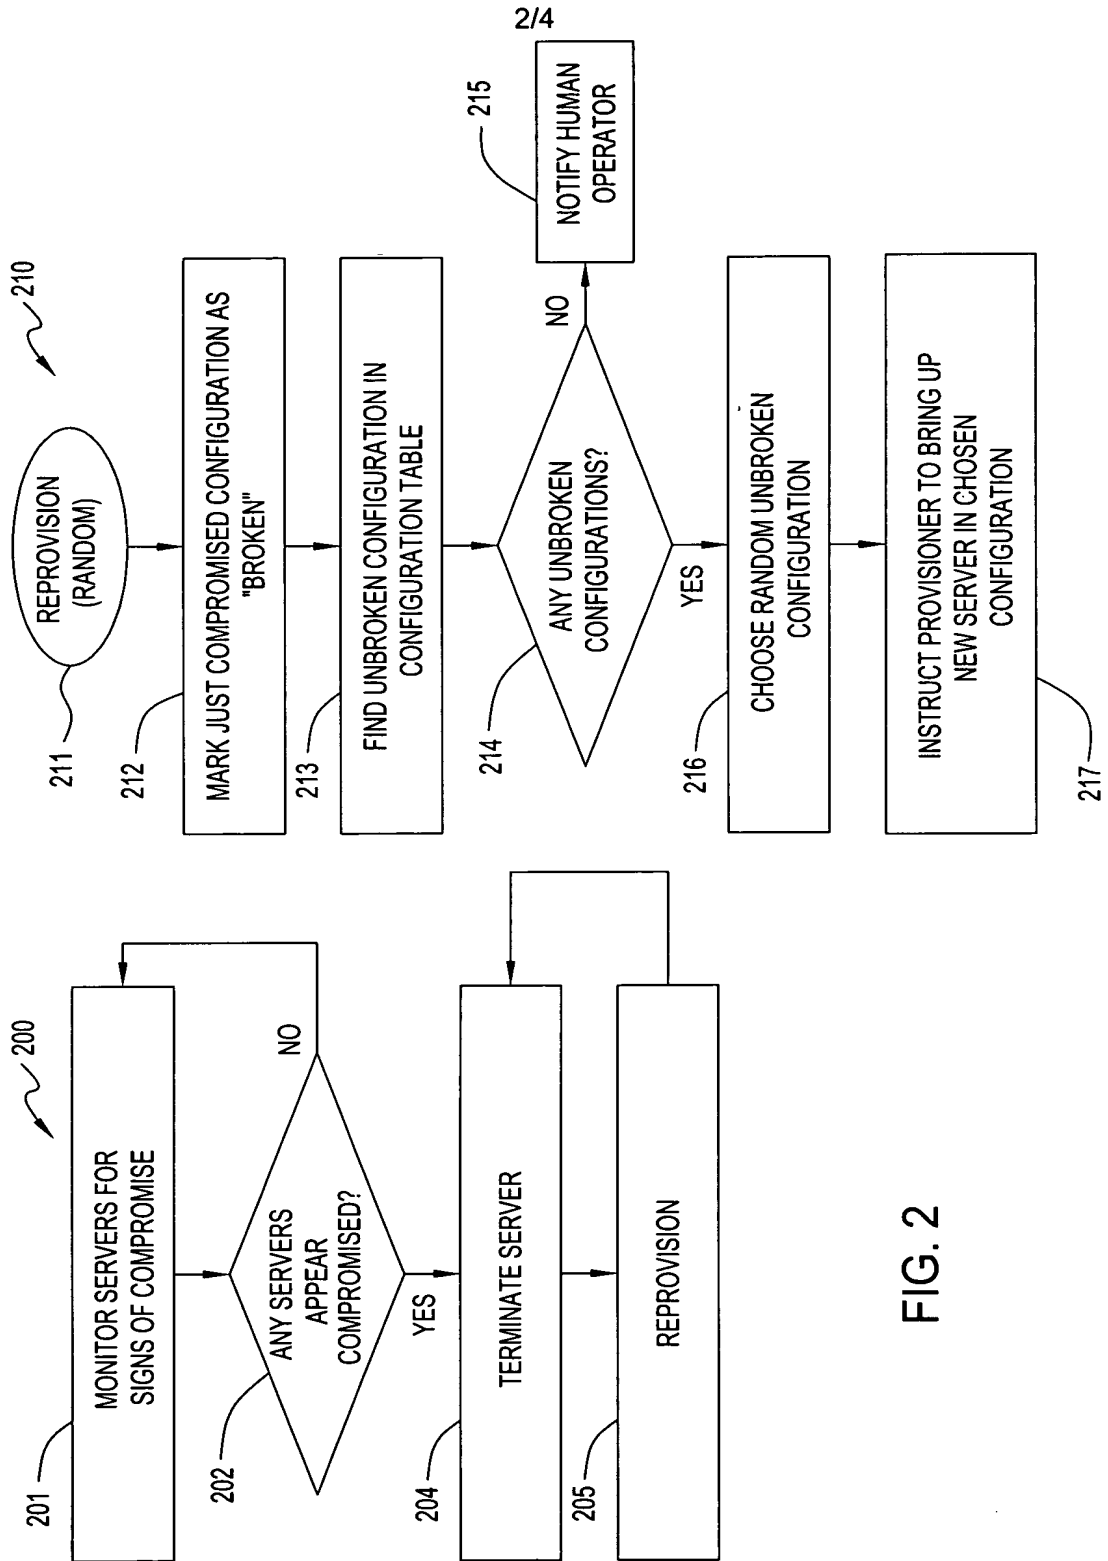 2/4
200
201
MONITOR SERVERS FOR
SIGNS OF COMPROMISE
202
ANY SERVERS
APPEAR
COMPROMISED?
NO
YES
204
TERMINATE SERVER
205
REPROVISION
210
211
REPROVISION
(RANDOM)
212
MARK JUST COMPROMISED CONFIGURATION AS
"BROKEN"
213
FIND UNBROKEN CONFIGURATION IN
CONFIGURATION TABLE
214
ANY UNBROKEN
CONFIGURATIONS?
NO
215
NOTIFY HUMAN
OPERATOR
YES
216
CHOOSE RANDOM UNBROKEN
CONFIGURATION
217
INSTRUCT PROVISIONER TO BRING UP
NEW SERVER IN CHOSEN
CONFIGURATION
FIG. 2